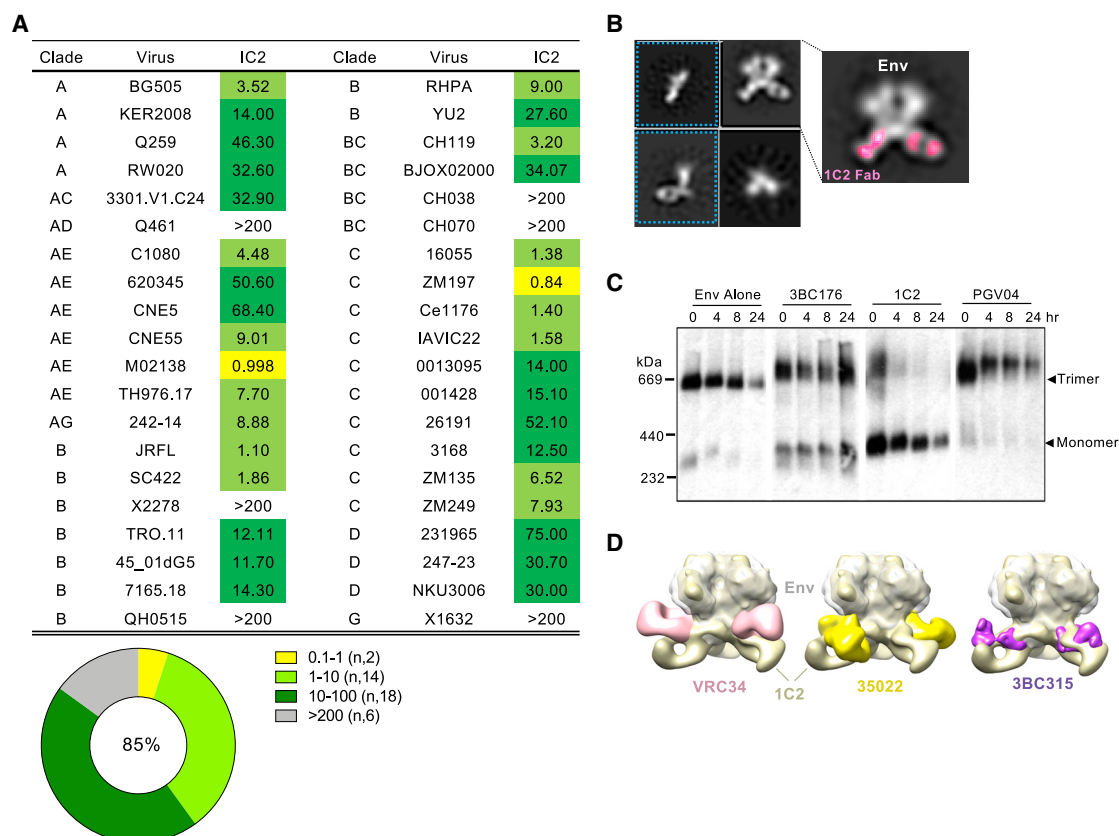 A
Clade Virus IC2 Clade Virus IC2
A BG505 3.52 B RHPA 9.00
A KER2008 14.00 B YU2 27.60
A Q259 46.30 BC CH119 3.20
A RW020 32.60 BC BJOX02000 34.07
AC 3301.V1.C24 32.90 BC CH038 >200
AD Q461 >200 BC CH070 >200
AE C1080 4.48 C 16055 1.38
AE 620345 50.60 C ZM197 0.84
AE CNE5 68.40 C Ce1176 1.40
AE CNE55 9.01 C IAVIC22 1.58
AE M02138 0.998 C 0013095 14.00
AE TH976.17 7.70 C 001428 15.10
AG 242-14 8.88 C 26191 52.10
B JRFL 1.10 C 3168 12.50
B SC422 1.86 C ZM135 6.52
B X2278 >200 C ZM249 7.93
B TRO.11 12.11 D 231965 75.00
B 45_01dG5 11.70 D 247-23 30.70
B 7165.18 14.30 D NKU3006 30.00
B QH0515 >200 G X1632 >200
85%
0.1-1 (n,2)
1-10 (n,14)
10-100 (n,18)
>200 (n,6)
B
Env
1C2 Fab
C
Env Alone 3BC176 1C2 PGV04
0 4 8 24 0 4 8 24 0 4 8 24 0 4 8 24 hr
kDa
669
Trimer
440
Monomer
232
D
Env
VRC34 1C2 35022 3BC315